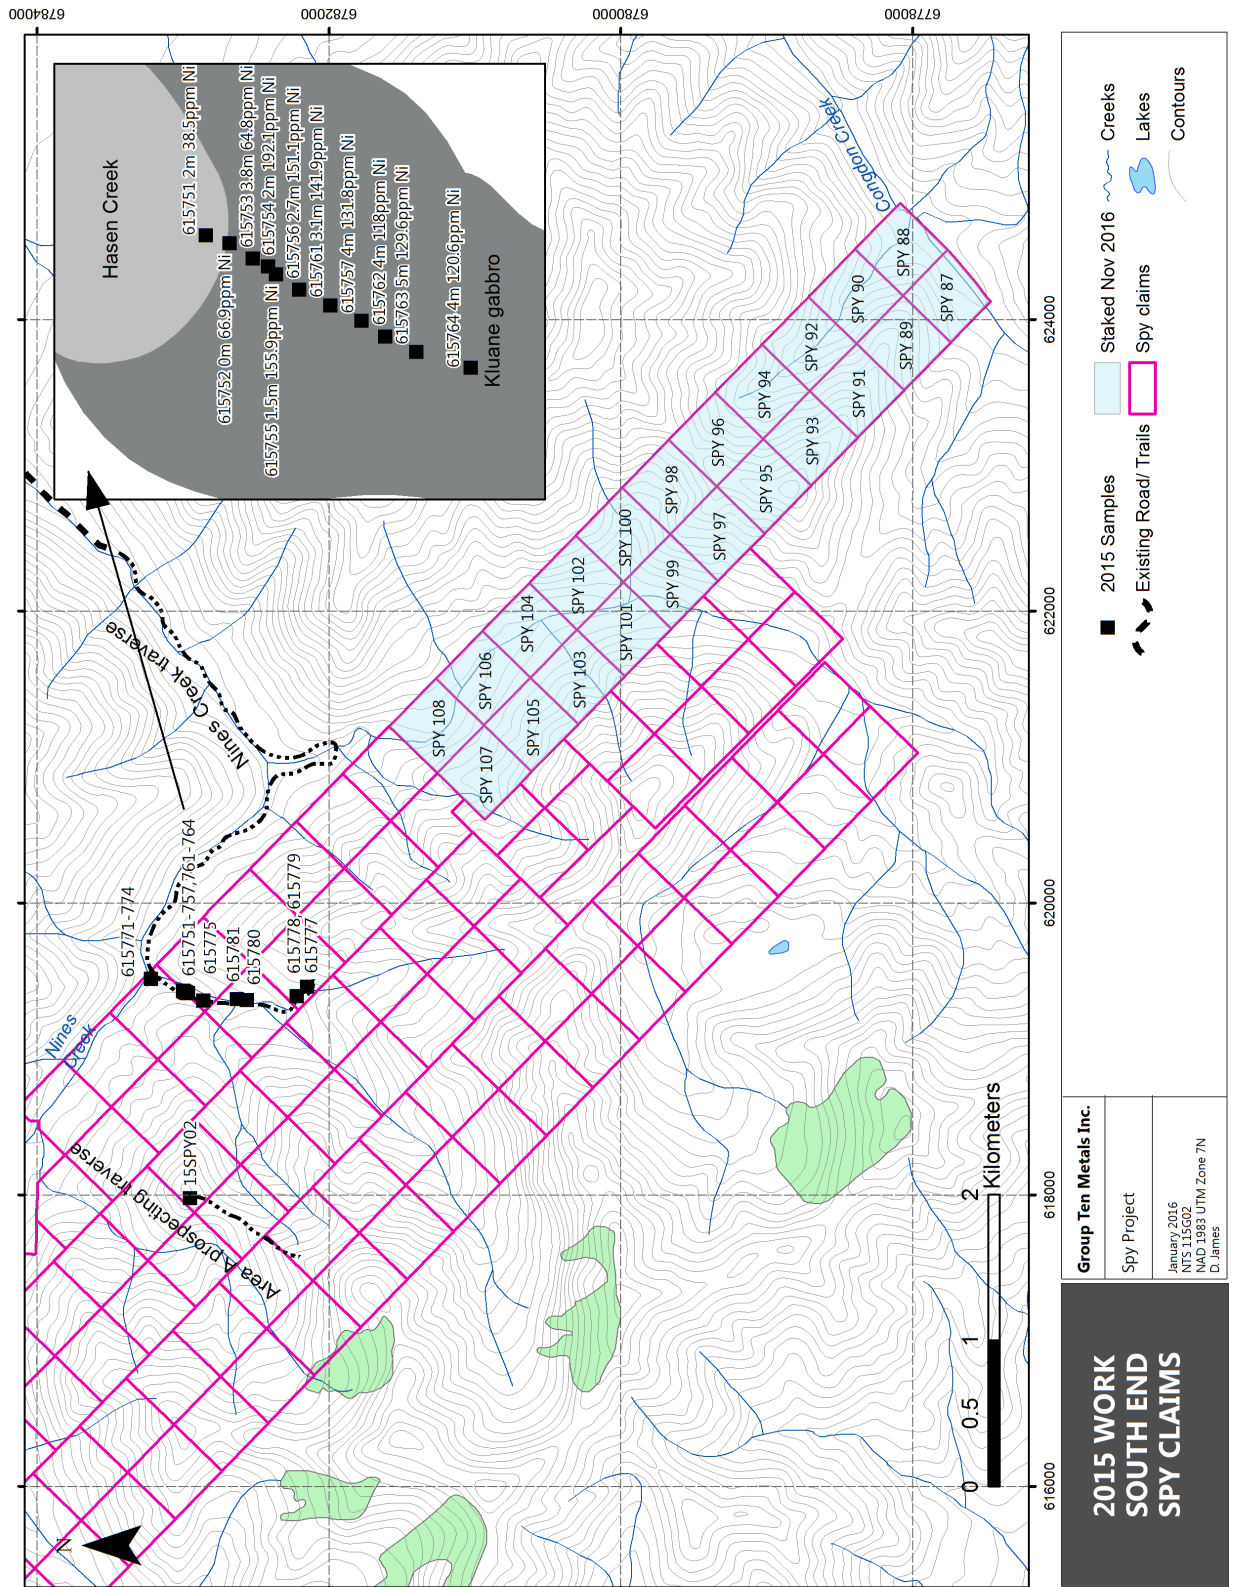 6784000
6782000
6780000
6778000
624000
622000
620000
618000
616000
Hasen Creek
615751 2m 38.5ppm Ni
615752 0m 66.9ppm Ni
615753 3.8m 64.8ppm Ni
615754 2m 192.1ppm Ni
615755 1.5m 155.9ppm Ni
615756 2.7m 151.1ppm Ni
615761 3.1m 141.9ppm Ni
615757 4m 131.8ppm Ni
615762 4m 118ppm Ni
615763 5m 129.6ppm Ni
615764 4m 120.6ppm Ni
Kluane gabbro
Congdon Creek
Nines Creek traverse
Nines
Creek
Area A prospecting traverse
615771-774
615751-757,761-764
615775
615781
615780
615778, 615779
615777
15SPY02
SPY 108
SPY 107
SPY 106
SPY 105
SPY 104
SPY 103
SPY 102
SPY 101
SPY 100
SPY 99
SPY 98
SPY 97
SPY 96
SPY 95
SPY 94
SPY 93
SPY 92
SPY 91
SPY 90
SPY 89
SPY 88
SPY 87
N
0
0.5
1
2
Kilometers
2015 WORK
SOUTH END
SPY CLAIMS
Group Ten Metals Inc.
Spy Project
January 2016
NTS 115G02
NAD 1983 UTM Zone 7N
D. James
2015 Samples
Existing Road/ Trails
Staked Nov 2016
Spy claims
Creeks
Lakes
Contours